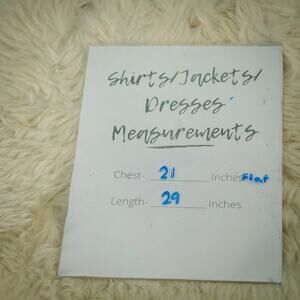 Shirts/Jackets/
Dresses
Measurements
Chest- 21 Inches Flat
Length- 29 Inches